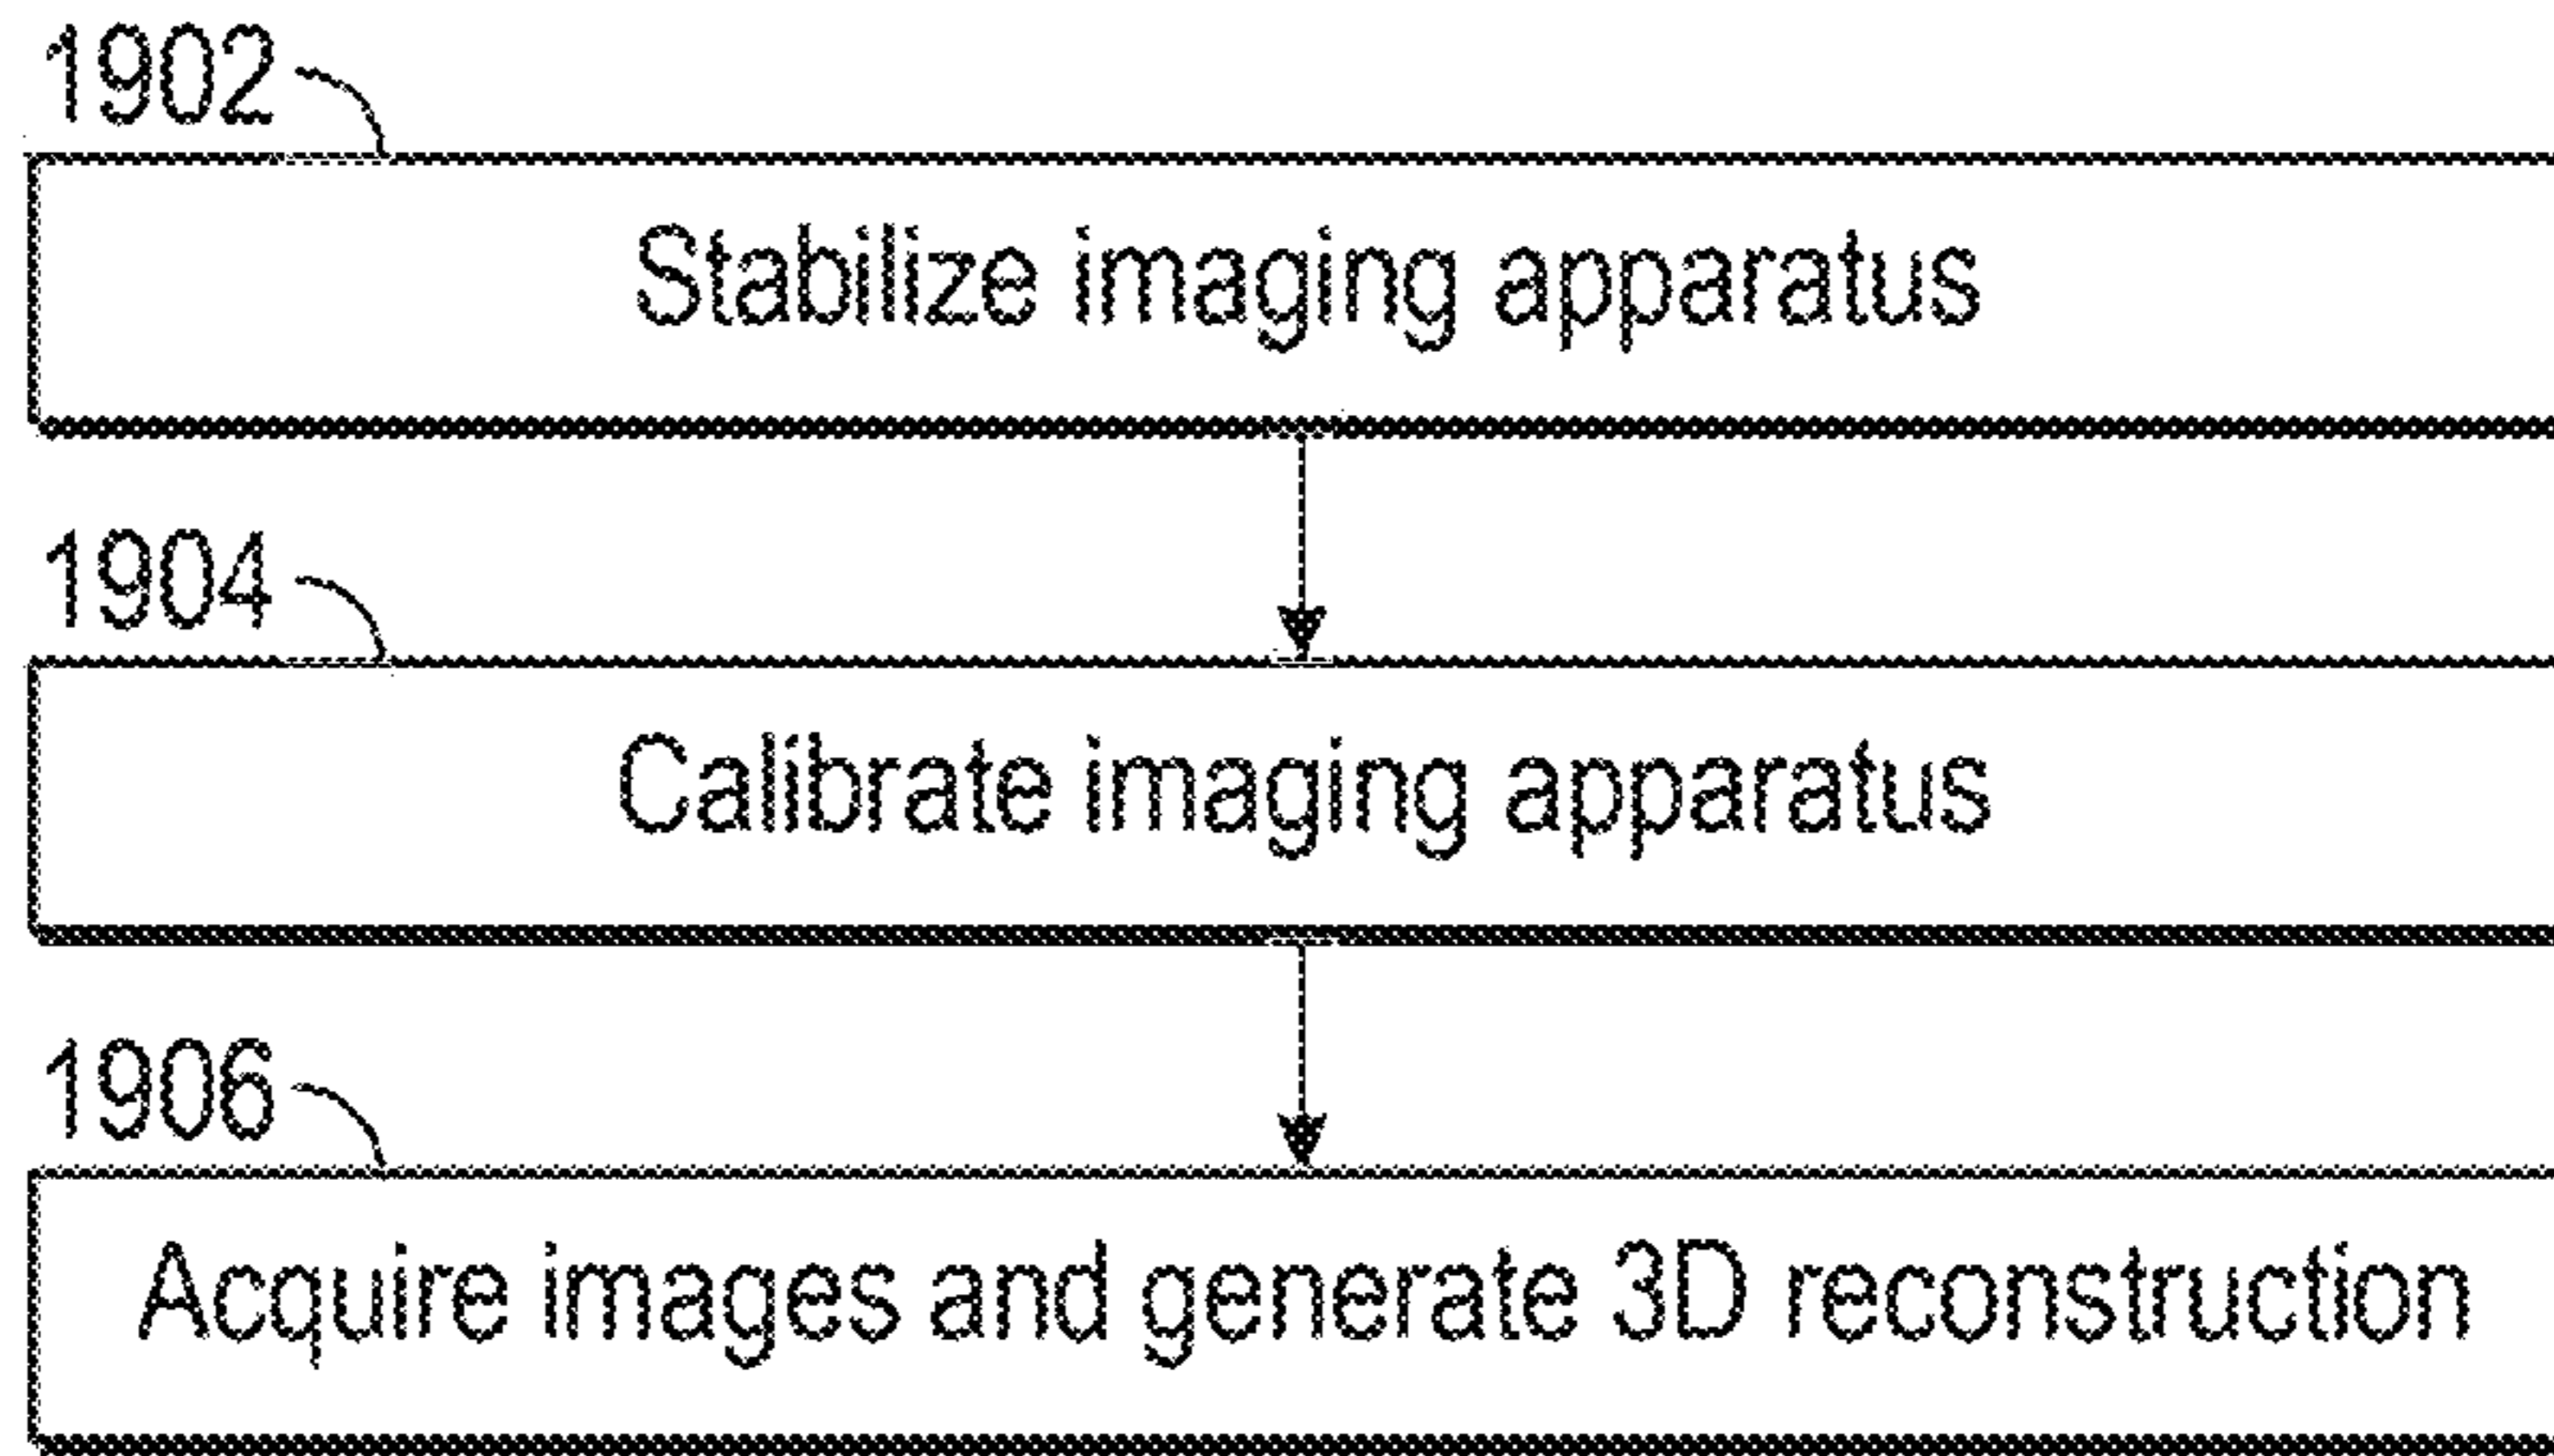 1902
Stabilize imaging apparatus
1904
Calibrate imaging apparatus
1906
Acquire images and generate 3D reconstruction